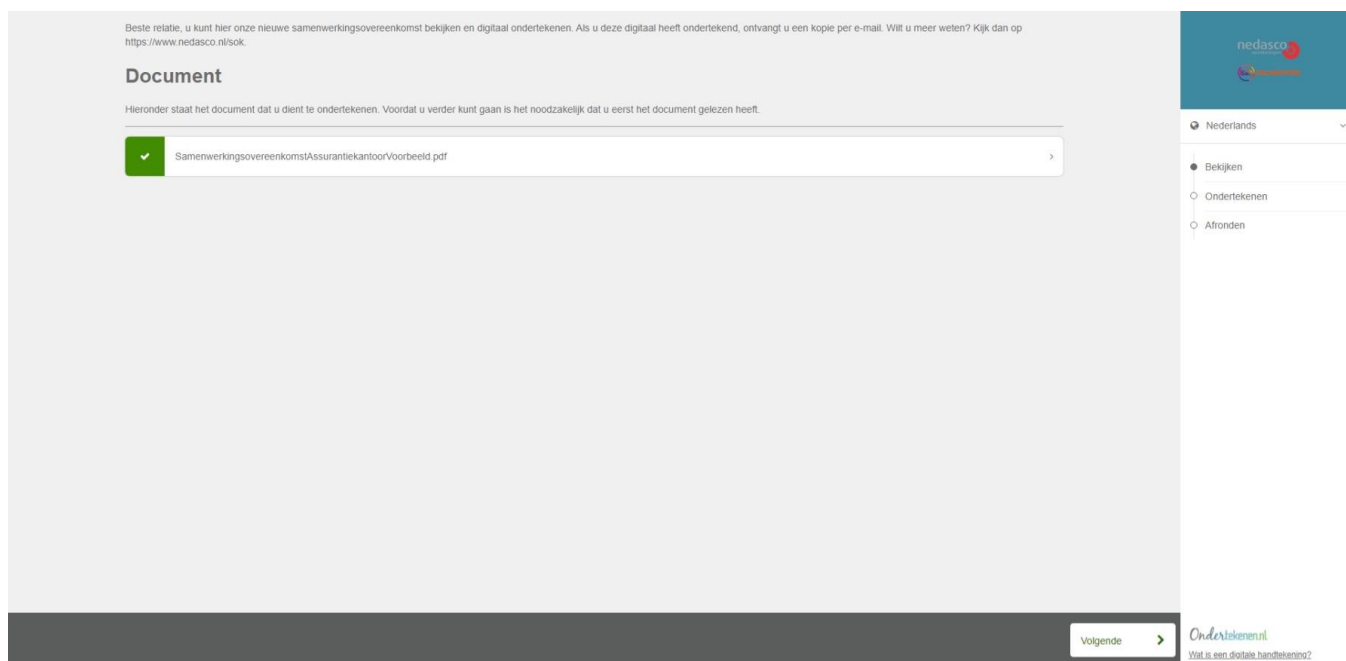 Beste relatie, u kunt hier onze nieuwe samenwerkingsovereenkomst bekijken en digitaal ondertekenen. Als u deze digitaal heeft ondertekend, ontvangt u een kopie per e-mail. Wilt u meer weten? Kijk dan op
https://www.nedasco.nl/sok.
Document
Hieronder staat het document dat u dient te ondertekenen. Voordat u verder kunt gaan is het noodzakelijk dat u eerst het document gelezen heeft.
SamenwerkingsovereenkomstAssurantiekantoorVoorbeeld.pdf
Volgende
nedasco
Nederlands
Bekijken
Ondertekenen
Afronden
Ondertekenen.nl
Wat is een digitale handtekening?